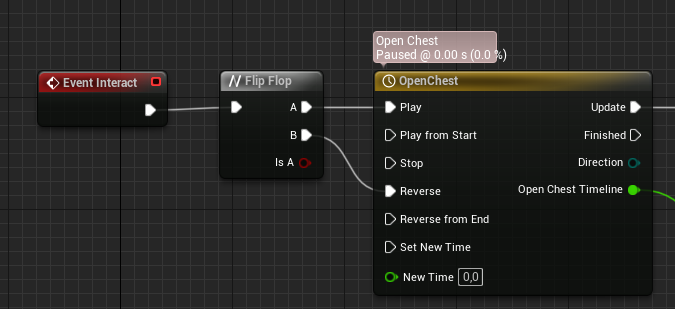 Open Chest
Paused @ 0.00 s (0.0 %)
Event Interact
Flip Flop
OpenChest
A
Play
Update
B
Play from Start
Finished
Is A
Stop
Direction
Reverse
Open Chest Timeline
Reverse from End
Set New Time
New Time 0,0